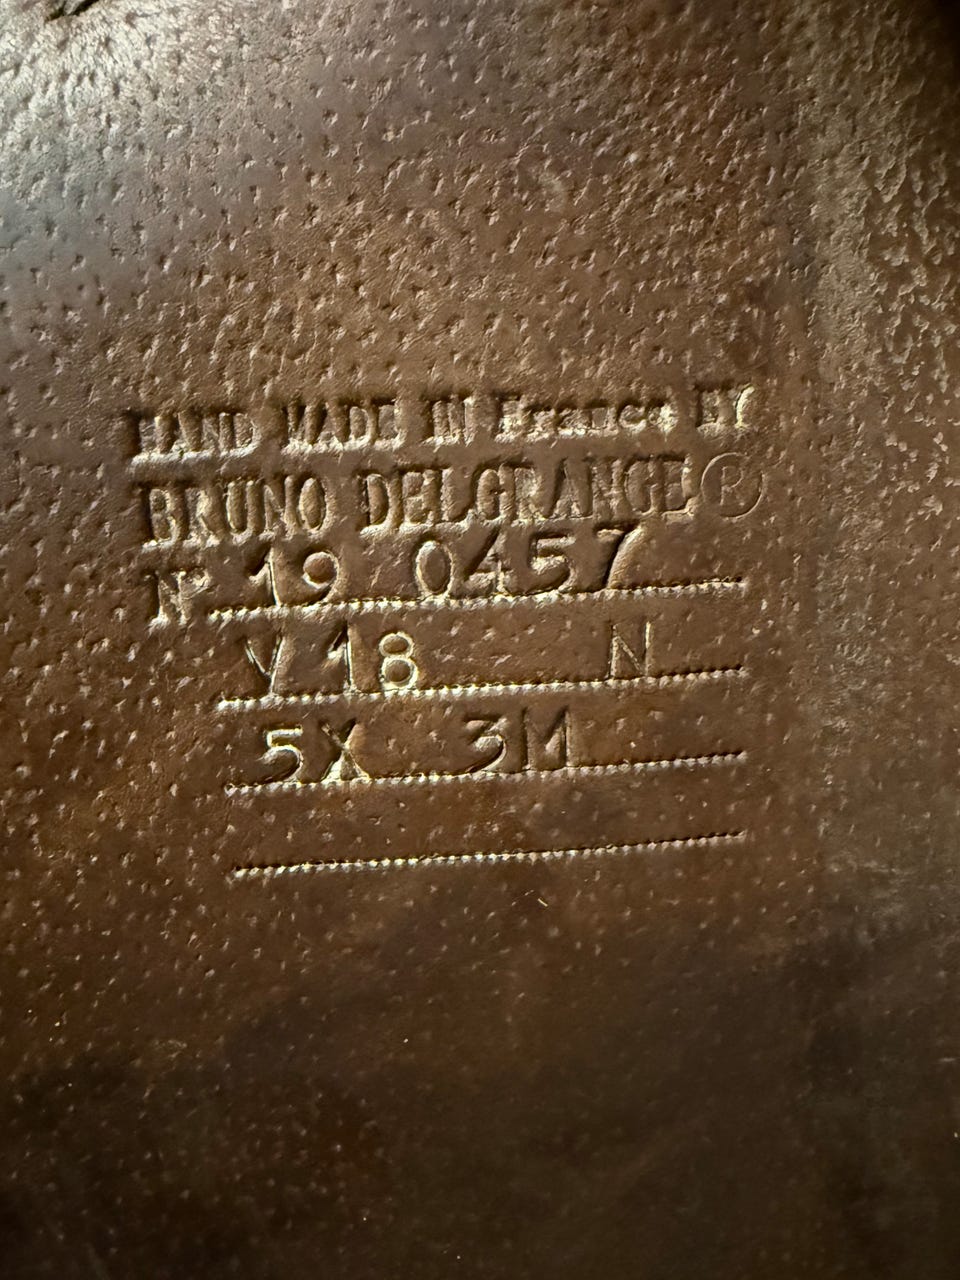 HAND MADE IN France BY
BRUNO DELGRANGE®
N° 19 0457
V 18 N
5X 3M